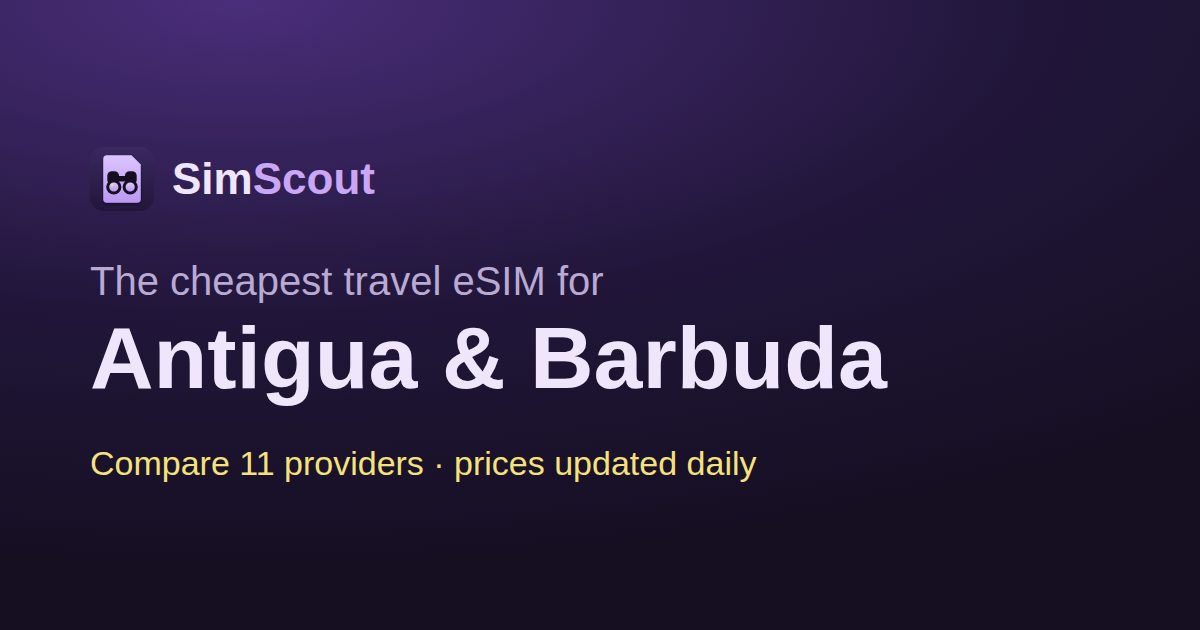 SimScout
The cheapest travel eSIM for
Antigua & Barbuda
Compare 11 providers · prices updated daily